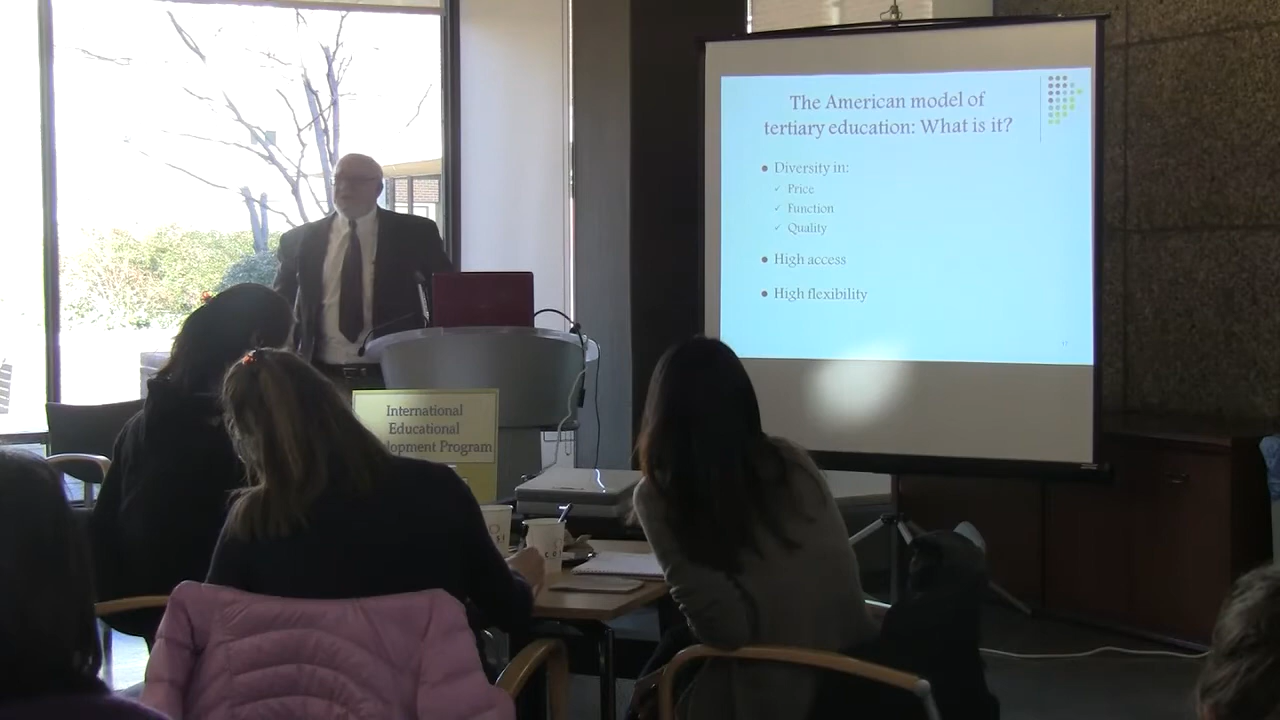 The American model of
tertiary education: What is it?
Diversity in:
Price
Function
Quality
High access
High flexibility
International
Educational
lopment Program